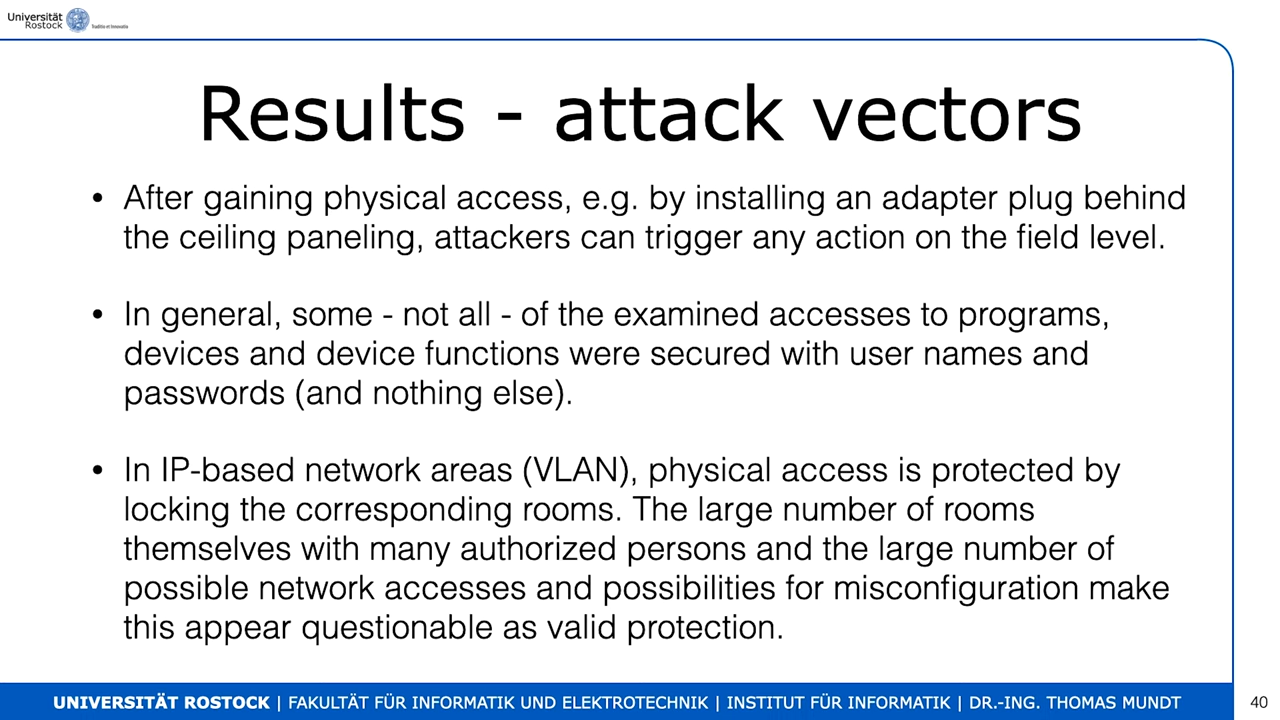 Universität
Rostock
Traditio et Innovatio
Results - attack vectors
• After gaining physical access, e.g. by installing an adapter plug behind
the ceiling paneling, attackers can trigger any action on the field level.
• In general, some - not all - of the examined accesses to programs,
devices and device functions were secured with user names and
passwords (and nothing else).
• In IP-based network areas (VLAN), physical access is protected by
locking the corresponding rooms. The large number of rooms
themselves with many authorized persons and the large number of
possible network accesses and possibilities for misconfiguration make
this appear questionable as valid protection.
UNIVERSITÄT ROSTOCK | FAKULTÄT FÜR INFORMATIK UND ELEKTROTECHNIK | INSTITUT FÜR INFORMATIK | DR.-ING. THOMAS MUNDT
40